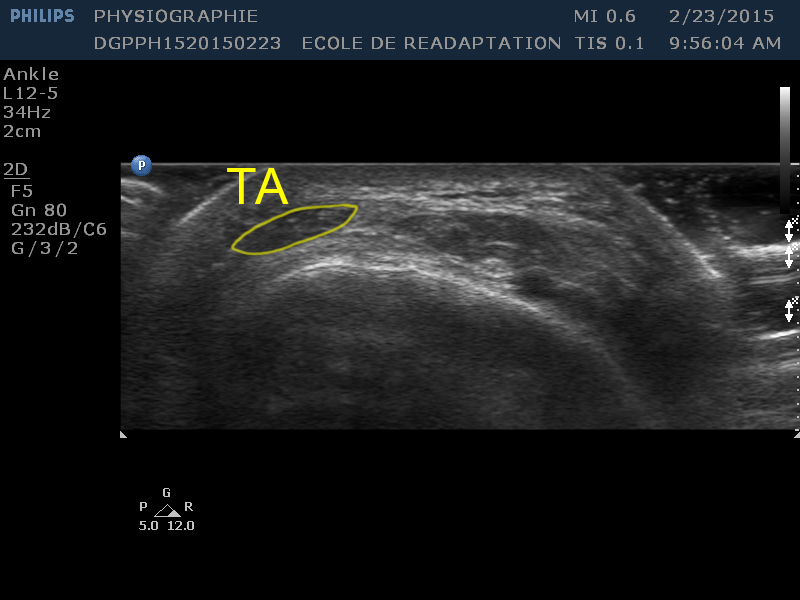 PHILIPS PHYSIOGRAPHIE MI 0.6 2/23/2015
DGPPH1520150223 ECOLE DE READAPTATION TIS 0.1 9:56:04 AM
Ankle
L12-5
34Hz
2cm
2D
F5
Gn 80
232dB/C6
G/3/2
P
TA
G
P R
5.0 12.0